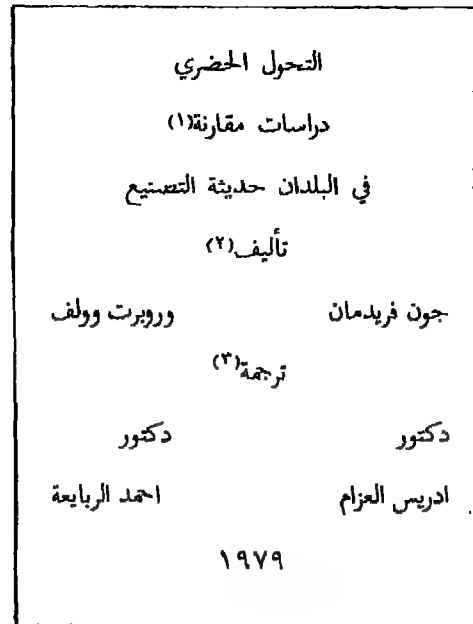 التحول الحضري
دراسات مقارنة(١)
في البلدان حديثة التصنيع
تأليف(٢)
جون فريدمان وروبرت وولف
ترجمة(٣)
دكتور دكتور
ادريس العزام احمد الربايعة
١٩٧٩